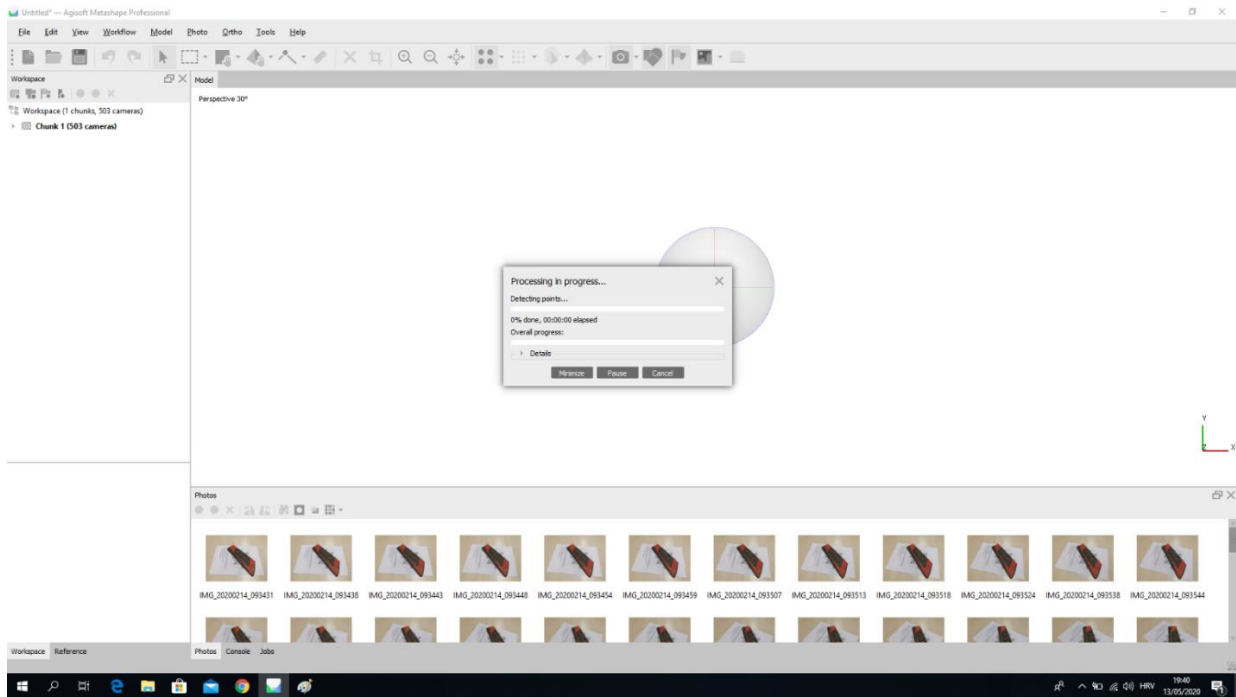 Untitled* — Agisoft Metashape Professional
File Edit View Workflow Model Photo Ortho Tools Help
Workspace
Workspace (1 chunks, 503 cameras)
Chunk 1 (503 cameras)
Model
Perspective 30°
Processing in progress...
Detecting points...
0% done, 00:00:00 elapsed
Overall progress:
Details
Minimize Pause Cancel
Y
Z X
Photos
IMG_20200214_093431 IMG_20200214_093438 IMG_20200214_093443 IMG_20200214_093448 IMG_20200214_093454 IMG_20200214_093459 IMG_20200214_093507 IMG_20200214_093513 IMG_20200214_093518 IMG_20200214_093524 IMG_20200214_093538 IMG_20200214_093544
Workspace Reference
Photos Console Jobs
HRV
19:40
13/05/2020